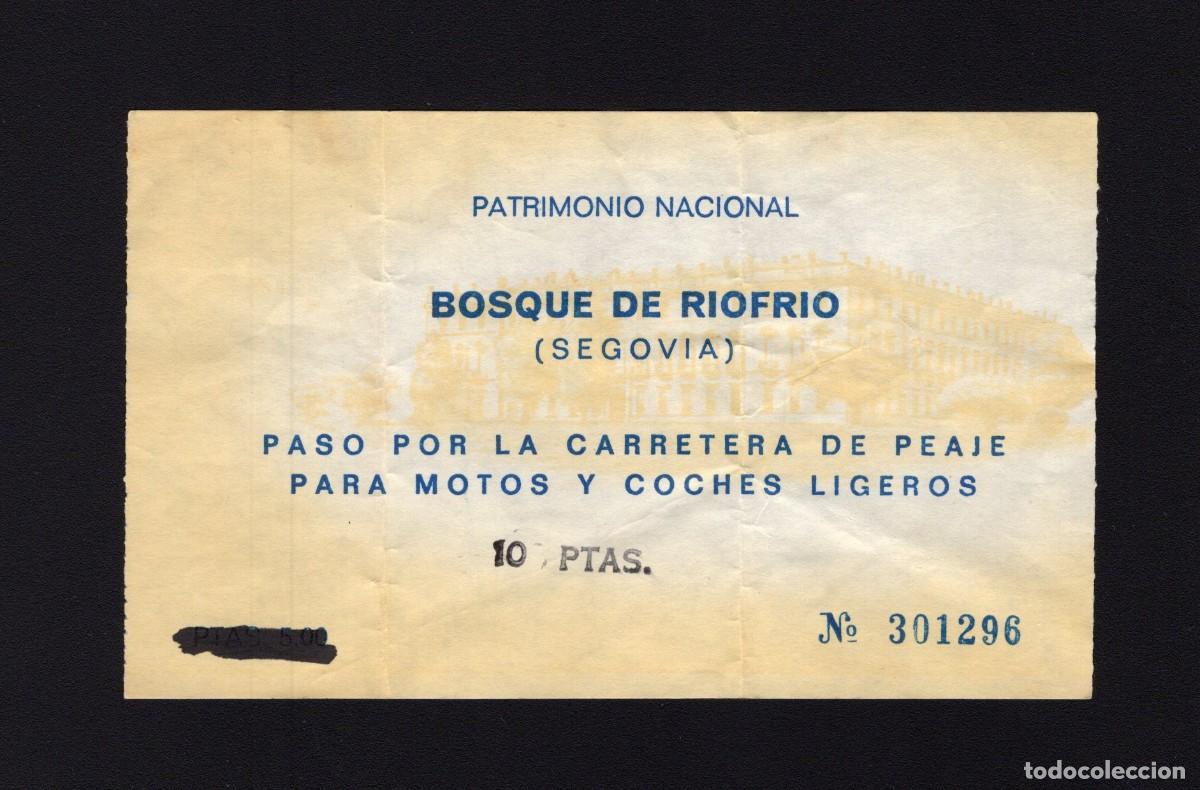 PATRIMONIO NACIONAL
BOSQUE DE RIOFRIO
(SEGOVIA)
PASO POR LA CARRETERA DE PEAJE
PARA MOTOS Y COCHES LIGEROS
10 PTAS.
PTAS. 5,00
Nº 301296
todocoleccion